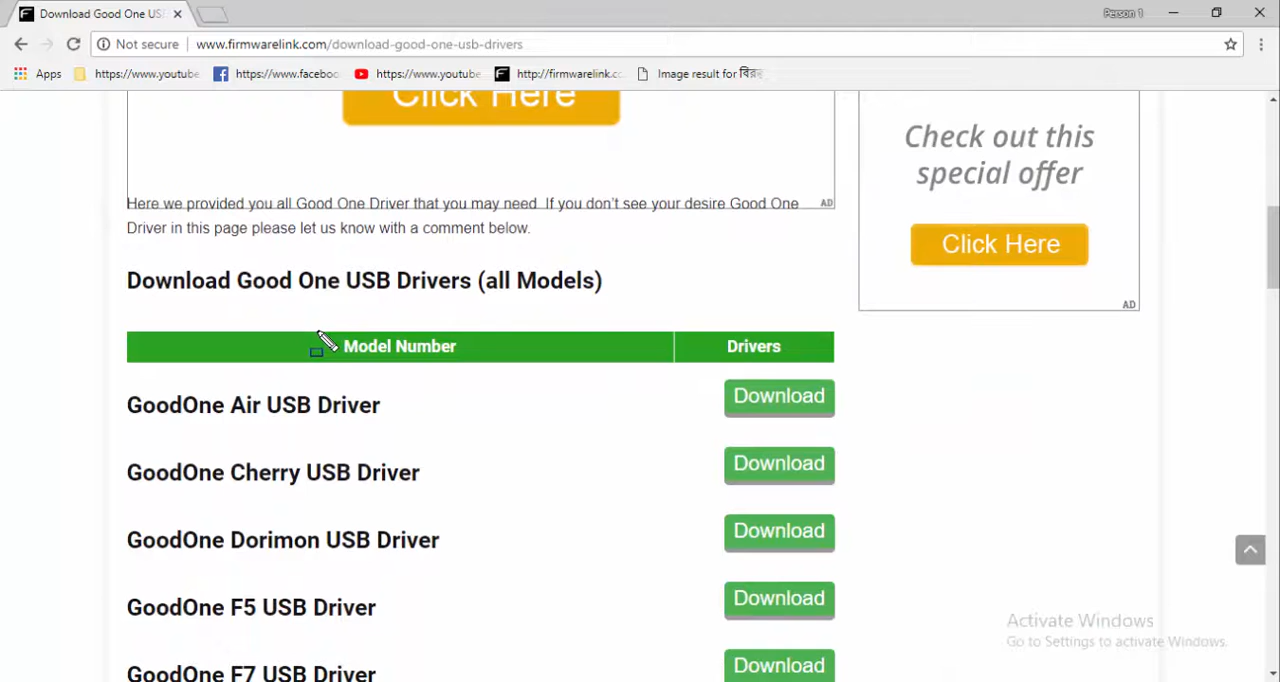 Download Good One US
Person 1
Not secure
www.firmwarelink.com/download-good-one-usb-drivers
Apps
https://www.youtube
https://www.faceboo
https://www.youtube
http://firmwarelink.c
Image result for বির
Click Here
AD
Here we provided you all Good One Driver that you may need. If you don't see your desire Good One
Driver in this page please let us know with a comment below.
Download Good One USB Drivers (all Models)
Model Number
Drivers
GoodOne Air USB Driver
Download
GoodOne Cherry USB Driver
Download
GoodOne Dorimon USB Driver
Download
GoodOne F5 USB Driver
Download
GoodOne F7 USB Driver
Download
Check out this
special offer
Click Here
AD
Activate Windows
Go to Settings to activate Windows.